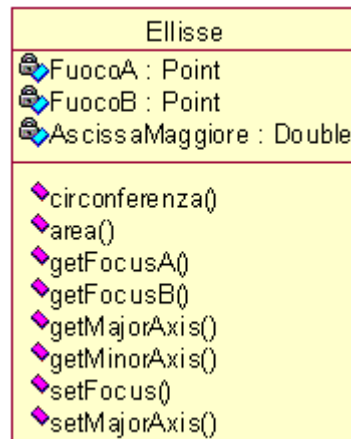 Ellisse
FuocoA : Point
FuocoB : Point
AscissaMaggiore : Double
circonferenza()
area()
getFocusA()
getFocusB()
getMajorAxis()
getMinorAxis()
setFocus()
setMajorAxis()